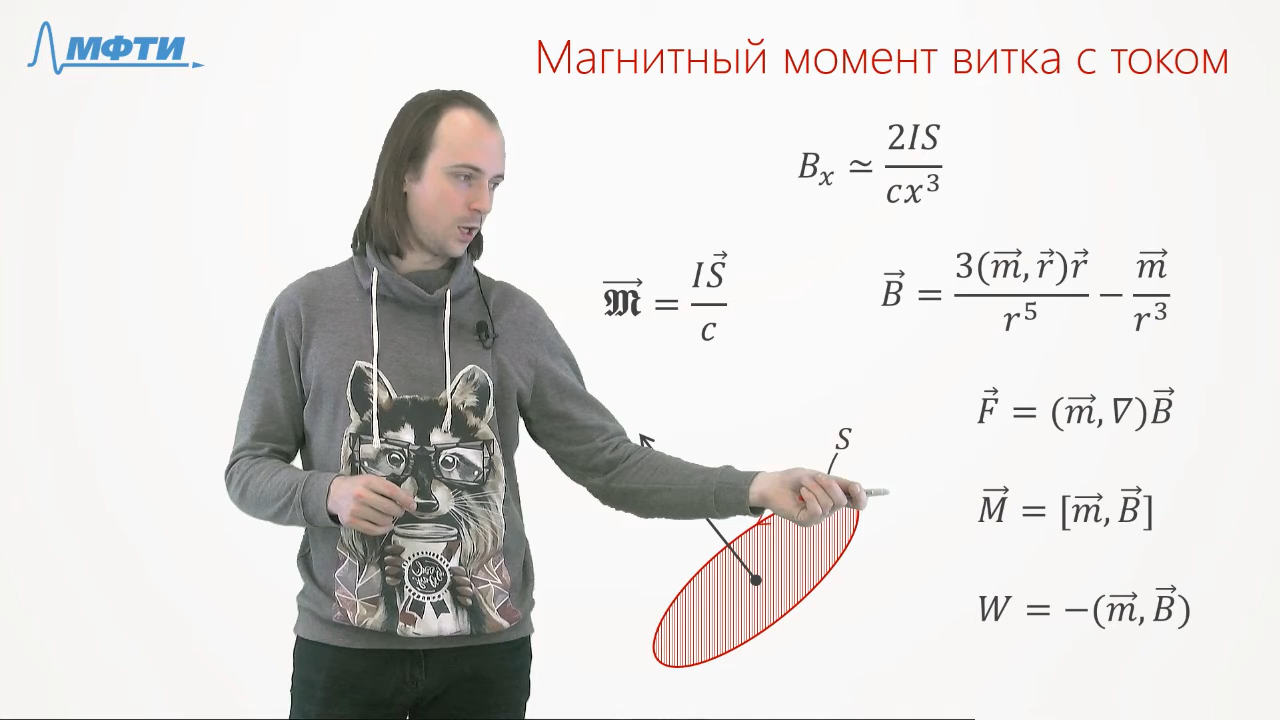 МФТИ
Магнитный момент витка с током
B_x ≃ 2IS / cx³
𝕸⃗ = IS⃗ / c
B⃗ = 3(m⃗, r⃗)r⃗ / r⁵ − m⃗ / r³
F⃗ = (m⃗, ∇)B⃗
S
M⃗ = [m⃗, B⃗]
W = −(m⃗, B⃗)